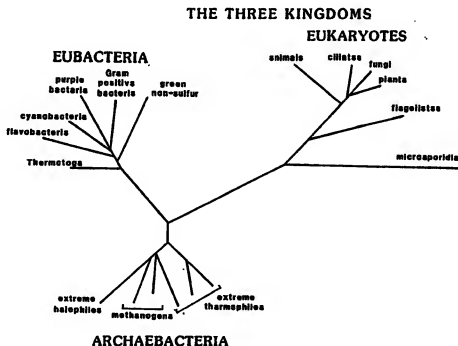 THE THREE KINGDOMS
EUKARYOTES
EUBACTERIA
animals
ciliates
fungi
plants
flagellates
microsporidia
purple
bacteria
Gram
positive
bacteria
green
non-sulfur
cyanobacteria
flavobacteria
Thermotoga
extreme
halophiles
methanogens
extreme
thermophiles
ARCHAEBACTERIA